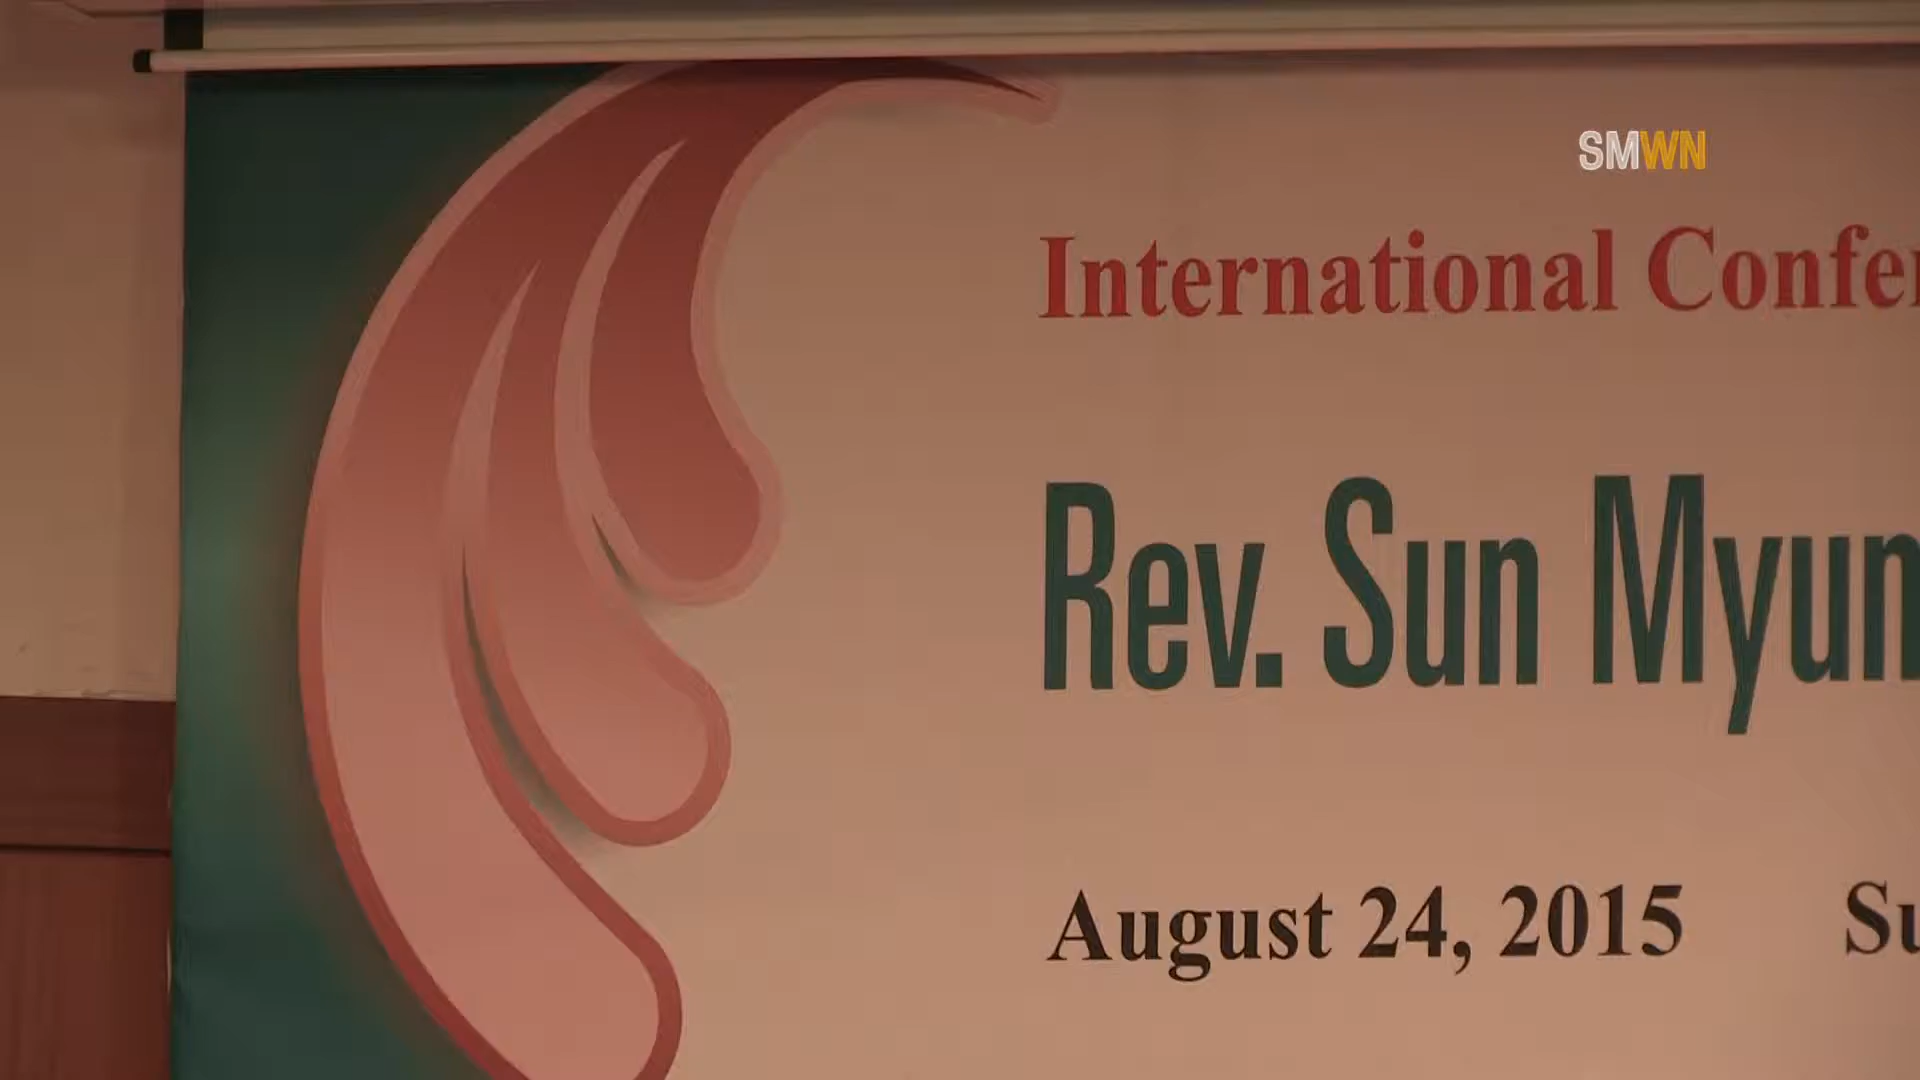 SMWN
International Confer
Rev. Sun Myun
August 24, 2015 Su